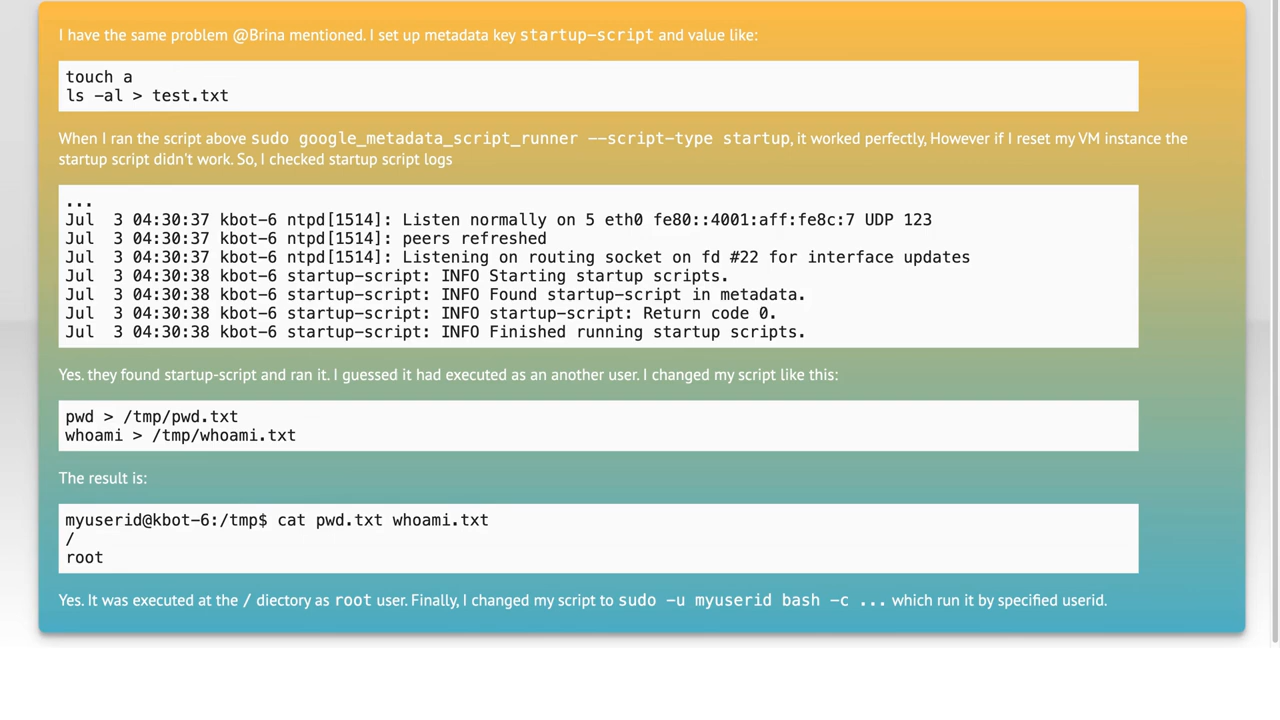 I have the same problem @Brina mentioned. I set up metadata key startup-script and value like:
touch a
ls -al > test.txt
When I ran the script above sudo google_metadata_script_runner --script-type startup, it worked perfectly, However if I reset my VM instance the
startup script didn't work. So, I checked startup script logs
...
Jul  3 04:30:37 kbot-6 ntpd[1514]: Listen normally on 5 eth0 fe80::4001:aff:fe8c:7 UDP 123
Jul  3 04:30:37 kbot-6 ntpd[1514]: peers refreshed
Jul  3 04:30:37 kbot-6 ntpd[1514]: Listening on routing socket on fd #22 for interface updates
Jul  3 04:30:38 kbot-6 startup-script: INFO Starting startup scripts.
Jul  3 04:30:38 kbot-6 startup-script: INFO Found startup-script in metadata.
Jul  3 04:30:38 kbot-6 startup-script: INFO startup-script: Return code 0.
Jul  3 04:30:38 kbot-6 startup-script: INFO Finished running startup scripts.
Yes. they found startup-script and ran it. I guessed it had executed as an another user. I changed my script like this:
pwd > /tmp/pwd.txt
whoami > /tmp/whoami.txt
The result is:
myuserid@kbot-6:/tmp$ cat pwd.txt whoami.txt
/
root
Yes. It was executed at the / diectory as root user. Finally, I changed my script to sudo -u myuserid bash -c ... which run it by specified userid.